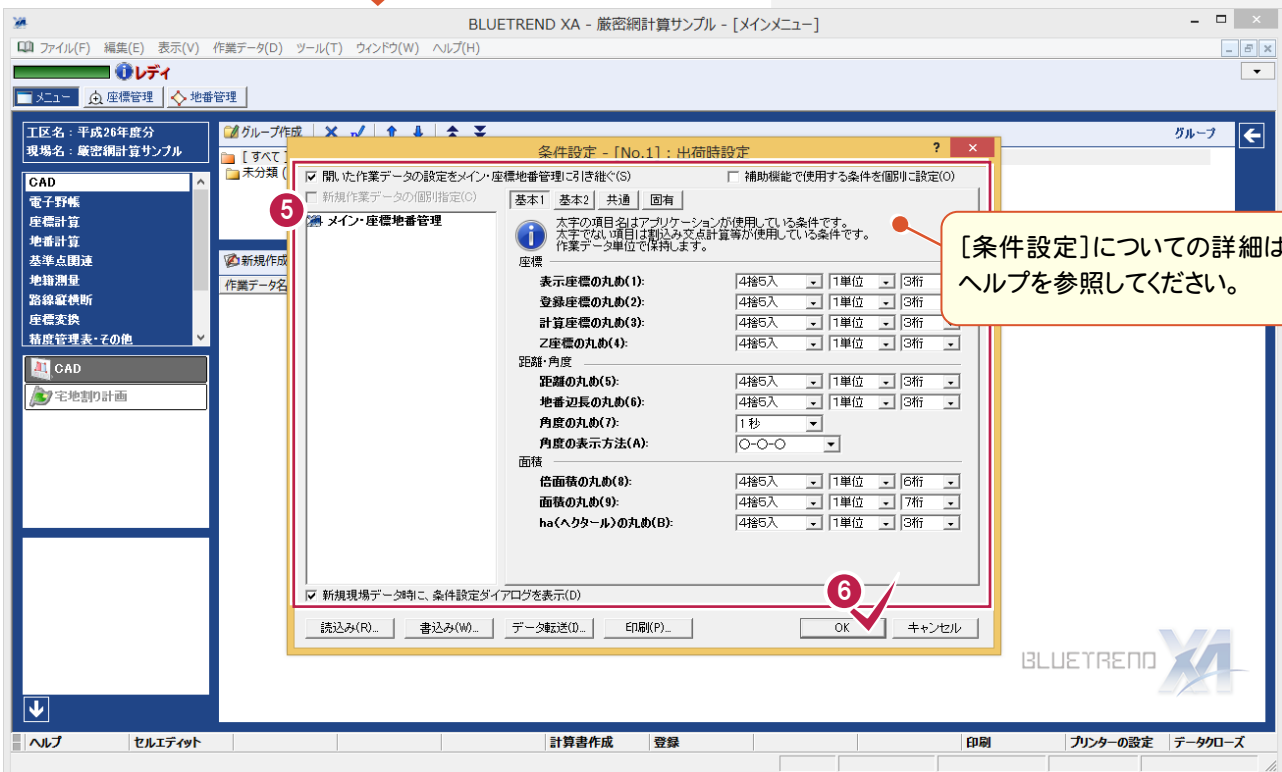 BLUETREND XA - 厳密網計算サンプル - [メインメニュー]
ファイル(F) 編集(E) 表示(V) 作業データ(D) ツール(T) ウィンドウ(W) ヘルプ(H)
レディ
メニュー 座標管理 地番管理
工区名：平成26年度分
現場名：厳密網計算サンプル
グループ作成
グループ
[すべて]
未分類 (
新規作成
作業データ名
CAD
電子野帳
座標計算
地番計算
基準点関連
地籍測量
路線縦横断
座標変換
精度管理表・その他
CAD
宅地割り計画
条件設定 - [No.1]：出荷時設定
開いた作業データの設定をメイン・座標地番管理に引き継ぐ(S)
補助機能で使用する条件を個別に設定(O)
新規作業データの個別指定(C)
5
メイン・座標地番管理
基本1 基本2 共通 固有
太字の項目名はアプリケーションが使用している条件です。
太字でない項目は割込み交点計算等が使用している条件です。
作業データ単位で保持します。
座標
表示座標の丸め(1): 4捨5入 1単位 3桁
登録座標の丸め(2): 4捨5入 1単位 3桁
計算座標の丸め(3): 4捨5入 1単位 3桁
Z座標の丸め(4): 4捨5入 1単位 3桁
距離・角度
距離の丸め(5): 4捨5入 1単位 3桁
地番辺長の丸め(6): 4捨5入 1単位 3桁
角度の丸め(7): 1秒
角度の表示方法(A): ○-○-○
面積
倍面積の丸め(8): 4捨5入 1単位 6桁
面積の丸め(9): 4捨5入 1単位 7桁
ha(ヘクタール)の丸め(B): 4捨5入 1単位 3桁
[条件設定]についての詳細は
ヘルプを参照してください。
新規現場データ時に、条件設定ダイアログを表示(D)
6
読込み(R)... 書込み(W)... データ転送(I)... 印刷(P)... OK キャンセル
BLUETREND XA
ヘルプ セルエディット 計算書作成 登録 印刷 プリンターの設定 データクローズ